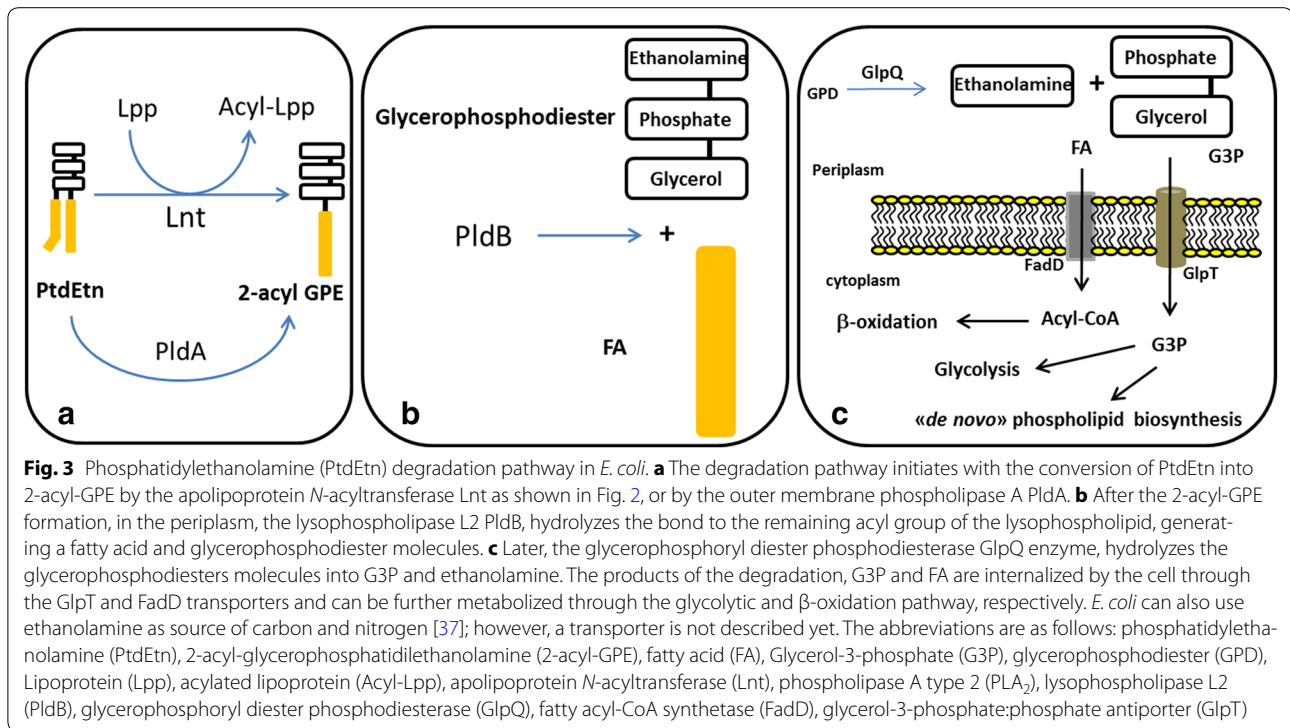 Lpp
Acyl-Lpp
Lnt
PtdEtn
2-acyl GPE
PldA
a
Ethanolamine
Glycerophosphodiester
Phosphate
Glycerol
PldB
+
FA
b
GPD
GlpQ
Ethanolamine
+
Phosphate
Glycerol
FA
G3P
Periplasm
FadD
GlpT
cytoplasm
β-oxidation
Acyl-CoA
G3P
Glycolysis
«de novo» phospholipid biosynthesis
c
Fig. 3 Phosphatidylethanolamine (PtdEtn) degradation pathway in E. coli. a The degradation pathway initiates with the conversion of PtdEtn into
2-acyl-GPE by the apolipoprotein N-acyltransferase Lnt as shown in Fig. 2, or by the outer membrane phospholipase A PldA. b After the 2-acyl-GPE
formation, in the periplasm, the lysophospholipase L2 PldB, hydrolyzes the bond to the remaining acyl group of the lysophospholipid, generat-
ing a fatty acid and glycerophosphodiester molecules. c Later, the glycerophosphoryl diester phosphodiesterase GlpQ enzyme, hydrolyzes the
glycerophosphodiesters molecules into G3P and ethanolamine. The products of the degradation, G3P and FA are internalized by the cell through
the GlpT and FadD transporters and can be further metabolized through the glycolytic and β-oxidation pathway, respectively. E. coli can also use
ethanolamine as source of carbon and nitrogen [37]; however, a transporter is not described yet. The abbreviations are as follows: phosphatidyletha-
nolamine (PtdEtn), 2-acyl-glycerophosphatidilethanolamine (2-acyl-GPE), fatty acid (FA), Glycerol-3-phosphate (G3P), glycerophosphodiester (GPD),
Lipoprotein (Lpp), acylated lipoprotein (Acyl-Lpp), apolipoprotein N-acyltransferase (Lnt), phospholipase A type 2 (PLA₂), lysophospholipase L2
(PldB), glycerophosphoryl diester phosphodiesterase (GlpQ), fatty acyl-CoA synthetase (FadD), glycerol-3-phosphate:phosphate antiporter (GlpT)